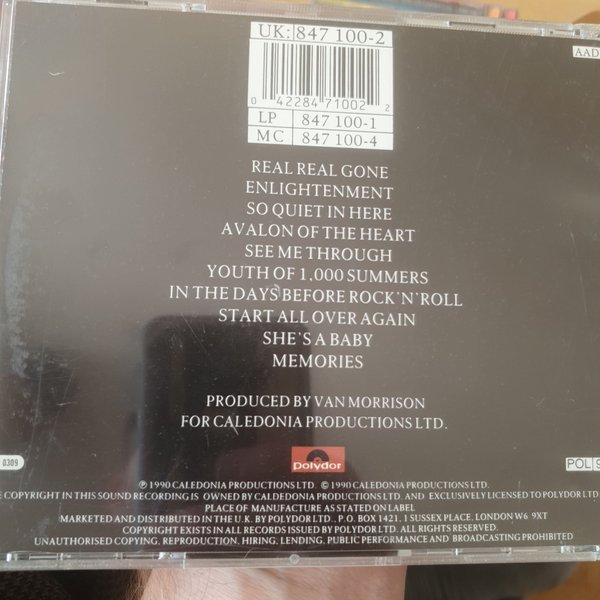 UK: 847 100-2
AAD
0 42284 71002 2
LP 847 100-1
MC 847 100-4
REAL REAL GONE
ENLIGHTENMENT
SO QUIET IN HERE
AVALON OF THE HEART
SEE ME THROUGH
YOUTH OF 1,000 SUMMERS
IN THE DAYS BEFORE ROCK'N'ROLL
START ALL OVER AGAIN
SHE'S A BABY
MEMORIES
PRODUCED BY VAN MORRISON
FOR CALEDONIA PRODUCTIONS LTD.
polydor
0309
POL 9
℗ 1990 CALEDONIA PRODUCTIONS LTD. © 1990 CALEDONIA PRODUCTIONS LTD.
COPYRIGHT IN THIS SOUND RECORDING IS OWNED BY CALDEDONIA PRODUCTIONS LTD. AND EXCLUSIVELY LICENSED TO POLYDOR LTD.
PLACE OF MANUFACTURE AS STATED ON LABEL
MARKETED AND DISTRIBUTED IN THE U.K. BY POLYDOR LTD., P.O. BOX 1421, 1 SUSSEX PLACE, LONDON W6 9XT
COPYRIGHT EXISTS IN ALL RECORDS ISSUED BY POLYDOR LTD. ALL RIGHTS RESERVED.
UNAUTHORISED COPYING, REPRODUCTION, HIRING, LENDING, PUBLIC PERFORMANCE AND BROADCASTING PROHIBITED